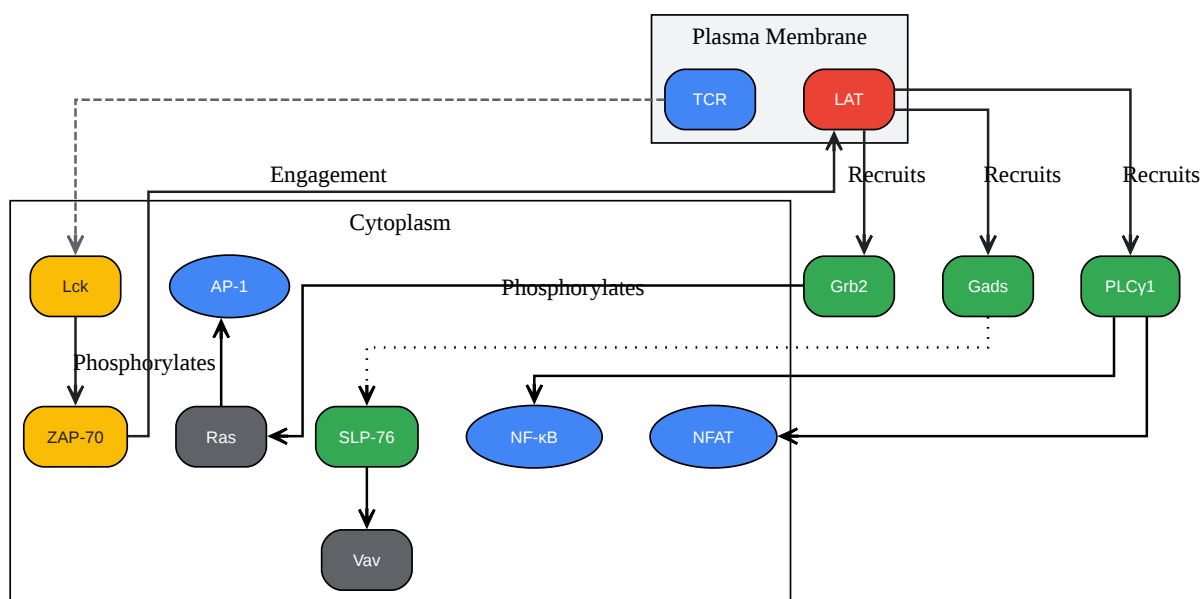 Plasma Membrane
TCR
LAT
Engagement
Recruits
Recruits
Recruits
Cytoplasm
Lck
AP-1
Phosphorylates
Grb2
Gads
PLCγ1
Phosphorylates
ZAP-70
Ras
SLP-76
NF-κB
NFAT
Vav